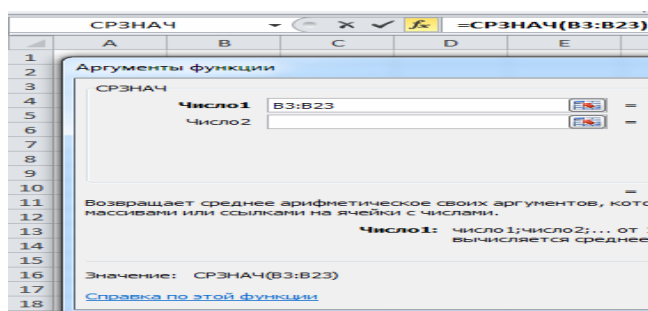 СРЗНАЧ fx =СРЗНАЧ(B3:B23)
A B C D E
1
2 Аргументы функции
3 СРЗНАЧ
4 Число1 B3:B23 =
5 Число2 =
6
7
8
9
10 =
11 Возвращает среднее арифметическое своих аргументов,
12 массивами или ссылками на ячейки с числами.
13 Число1: число1;число2;... от
14 вычисляется среднее
15
16 Значение: СРЗНАЧ(B3:B23)
17 Справка по этой функции
18